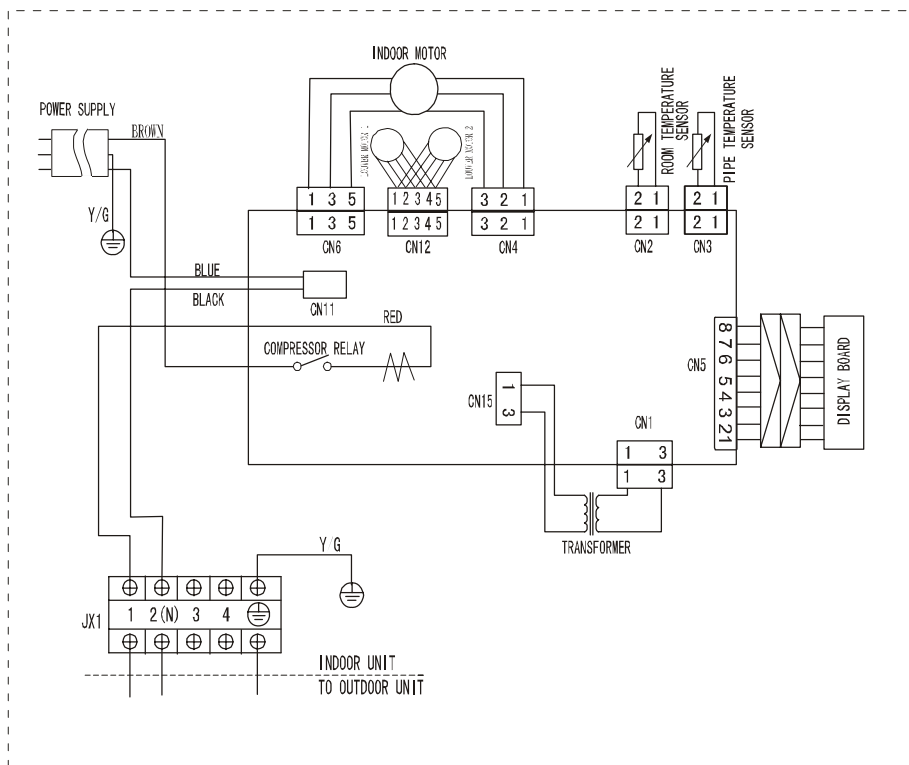 INDOOR MOTOR
POWER SUPPLY
BROWN
ROOM TEMPERATURE
SENSOR
PIPE TEMPERATURE
SENSOR
Y/G
1 3 5
1 2 3 4 5
3 2 1
2 1
2 1
1 3 5
1 2 3 4 5
3 2 1
2 1
2 1
CN6
CN12
CN4
CN2
CN3
BLUE
BLACK
CN11
RED
COMPRESSOR RELAY
CN15
1
3
CN5
8 7 6 5 4 3 2 1
DISPLAY BOARD
CN1
1 3
1 3
TRANSFORMER
Y/G
JX1
1 2(N) 3 4
INDOOR UNIT
TO OUTDOOR UNIT